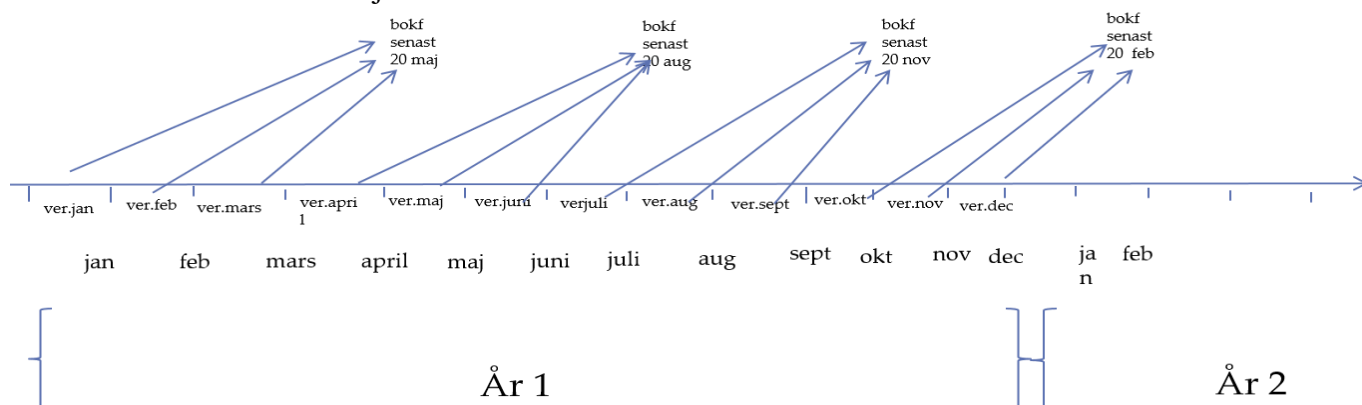 bokf
senast
20 maj
bokf
senast
20 aug
bokf
senast
20 nov
bokf
senast
20 feb
ver.jan
ver.feb
ver.mars
ver.apri
l
ver.maj
ver.juni
verjuli
ver.aug
ver.sept
ver.okt
ver.nov
ver.dec
jan
feb
mars
april
maj
juni
juli
aug
sept
okt
nov
dec
ja
n
feb
År 1
År 2